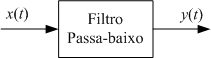 x(t)
Filtro
Passa-baixo
y(t)